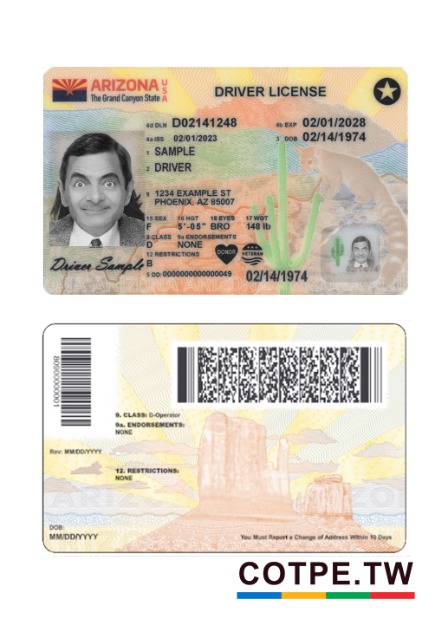 ARIZONA USA
The Grand Canyon State
DRIVER LICENSE
4d DLN D02141248
4b EXP 02/01/2028
4a ISS 02/01/2023
3 DOB 02/14/1974
1 SAMPLE
2 DRIVER
9 1234 EXAMPLE ST
PHOENIX, AZ 85007
15 SEX 16 HGT 18 EYES 17 WGT
F 5'-05" BRO 148 lb
9 CLASS 9a ENDORSEMENTS
D NONE
12 RESTRICTIONS
B
DONOR
VETERAN
Driver Sample
5 DD 0000000000000049
02/14/1974
9. CLASS: D-Operator
9a. ENDORSEMENTS:
NONE
Rev: MM/DD/YYYY
12. RESTRICTIONS:
NONE
DOB:
MM/DD/YYYY
You Must Report a Change of Address Within 10 Days
COTPE.TW